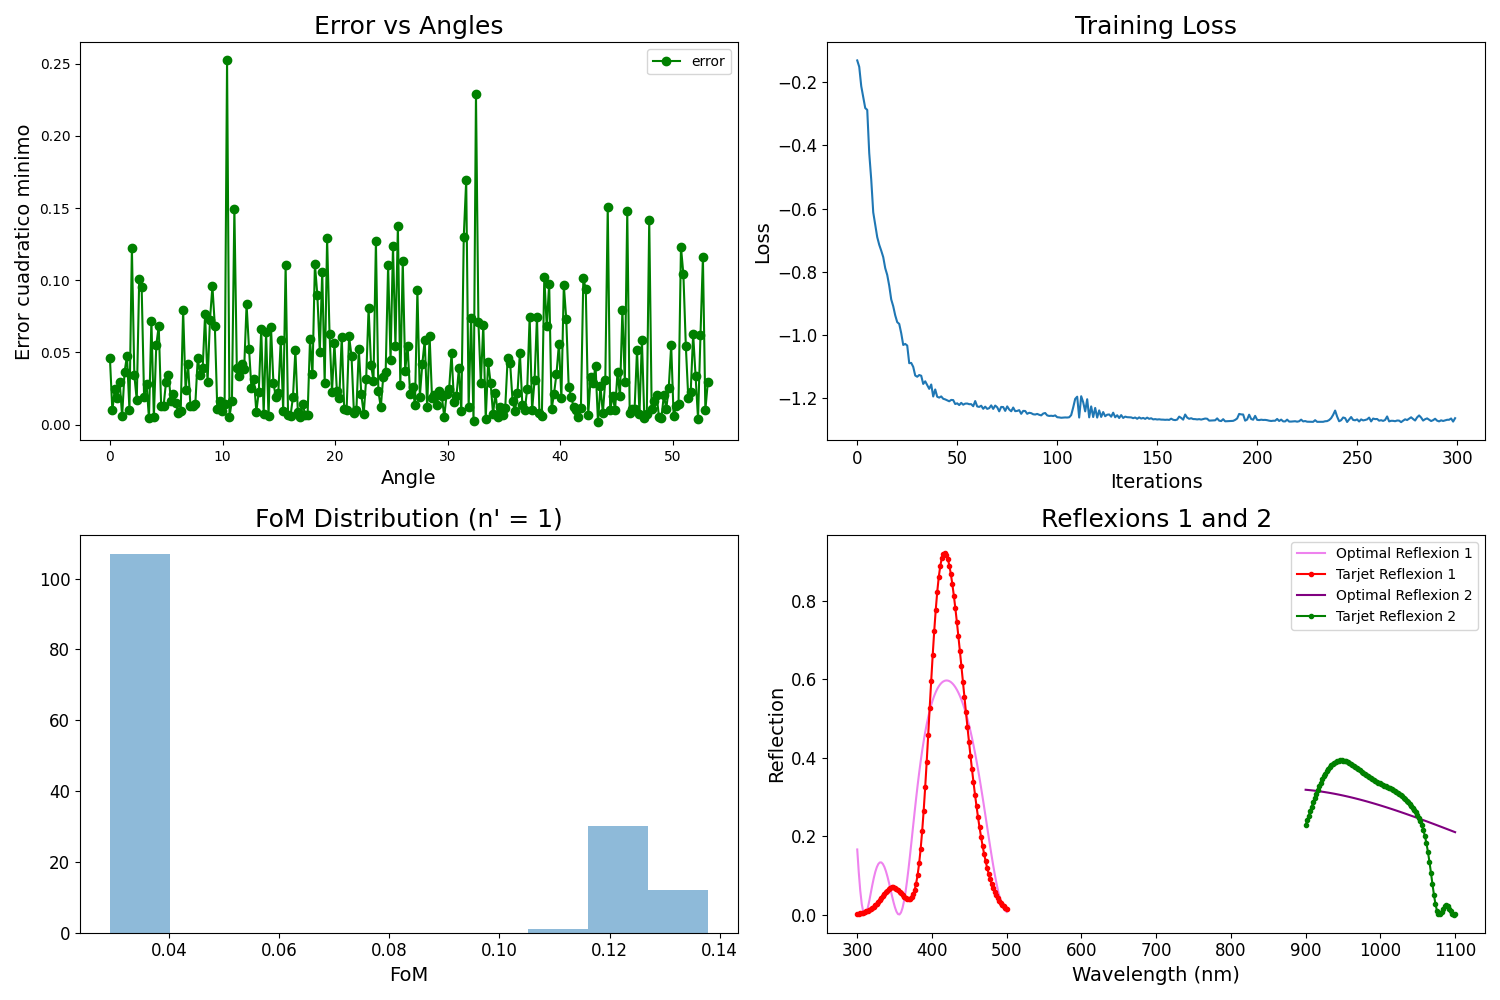 Error vs Angles
error
Error cuadratico minimo
0.25
0.20
0.15
0.10
0.05
0.00
0 10 20 30 40 50
Angle
Training Loss
Loss
−0.2
−0.4
−0.6
−0.8
−1.0
−1.2
0 50 100 150 200 250 300
Iterations
FoM Distribution (n' = 1)
100
80
60
40
20
0
0.04 0.06 0.08 0.10 0.12 0.14
FoM
Reflexions 1 and 2
Optimal Reflexion 1
Tarjet Reflexion 1
Optimal Reflexion 2
Tarjet Reflexion 2
Reflection
0.8
0.6
0.4
0.2
0.0
300 400 500 600 700 800 900 1000 1100
Wavelength (nm)